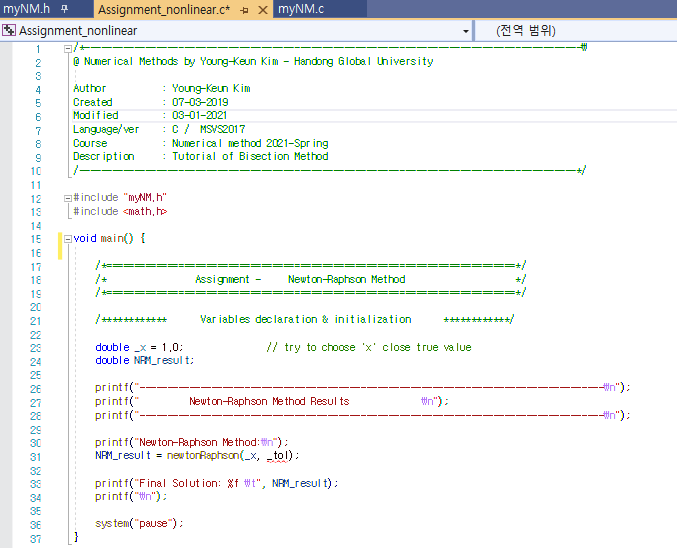 myNM.h Assignment_nonlinear.c* myNM.c
Assignment_nonlinear (전역 범위)
1 /*------------------------------------------------------------------------\
2 @ Numerical Methods by Young-Keun Kim - Handong Global University
3
4 Author : Young-Keun Kim
5 Created : 07-03-2019
6 Modified : 03-01-2021
7 Language/ver : C / MSVS2017
8 Course : Numerical method 2021-Spring
9 Description : Tutorial of Bisection Method
10 /------------------------------------------------------------------------*/
11
12 #include "myNM.h"
13 #include <math.h>
14
15 void main() {
16
17 /*==========================================================*/
18 /* Assignment - Newton-Raphson Method */
19 /*==========================================================*/
20
21 /************ Variables declaration & initialization ************/
22
23 double _x = 1.0; // try to choose 'x' close true value
24 double NRM_result;
25
26 printf("------------------------------------------------------------------------------------₩n");
27 printf(" Newton-Raphson Method Results ₩n");
28 printf("------------------------------------------------------------------------------------₩n");
29
30 printf("Newton-Raphson Method:₩n");
31 NRM_result = newtonRaphson(_x, _tol);
32
33 printf("Final Solution: %f ₩t", NRM_result);
34 printf("₩n");
35
36 system("pause");
37 }